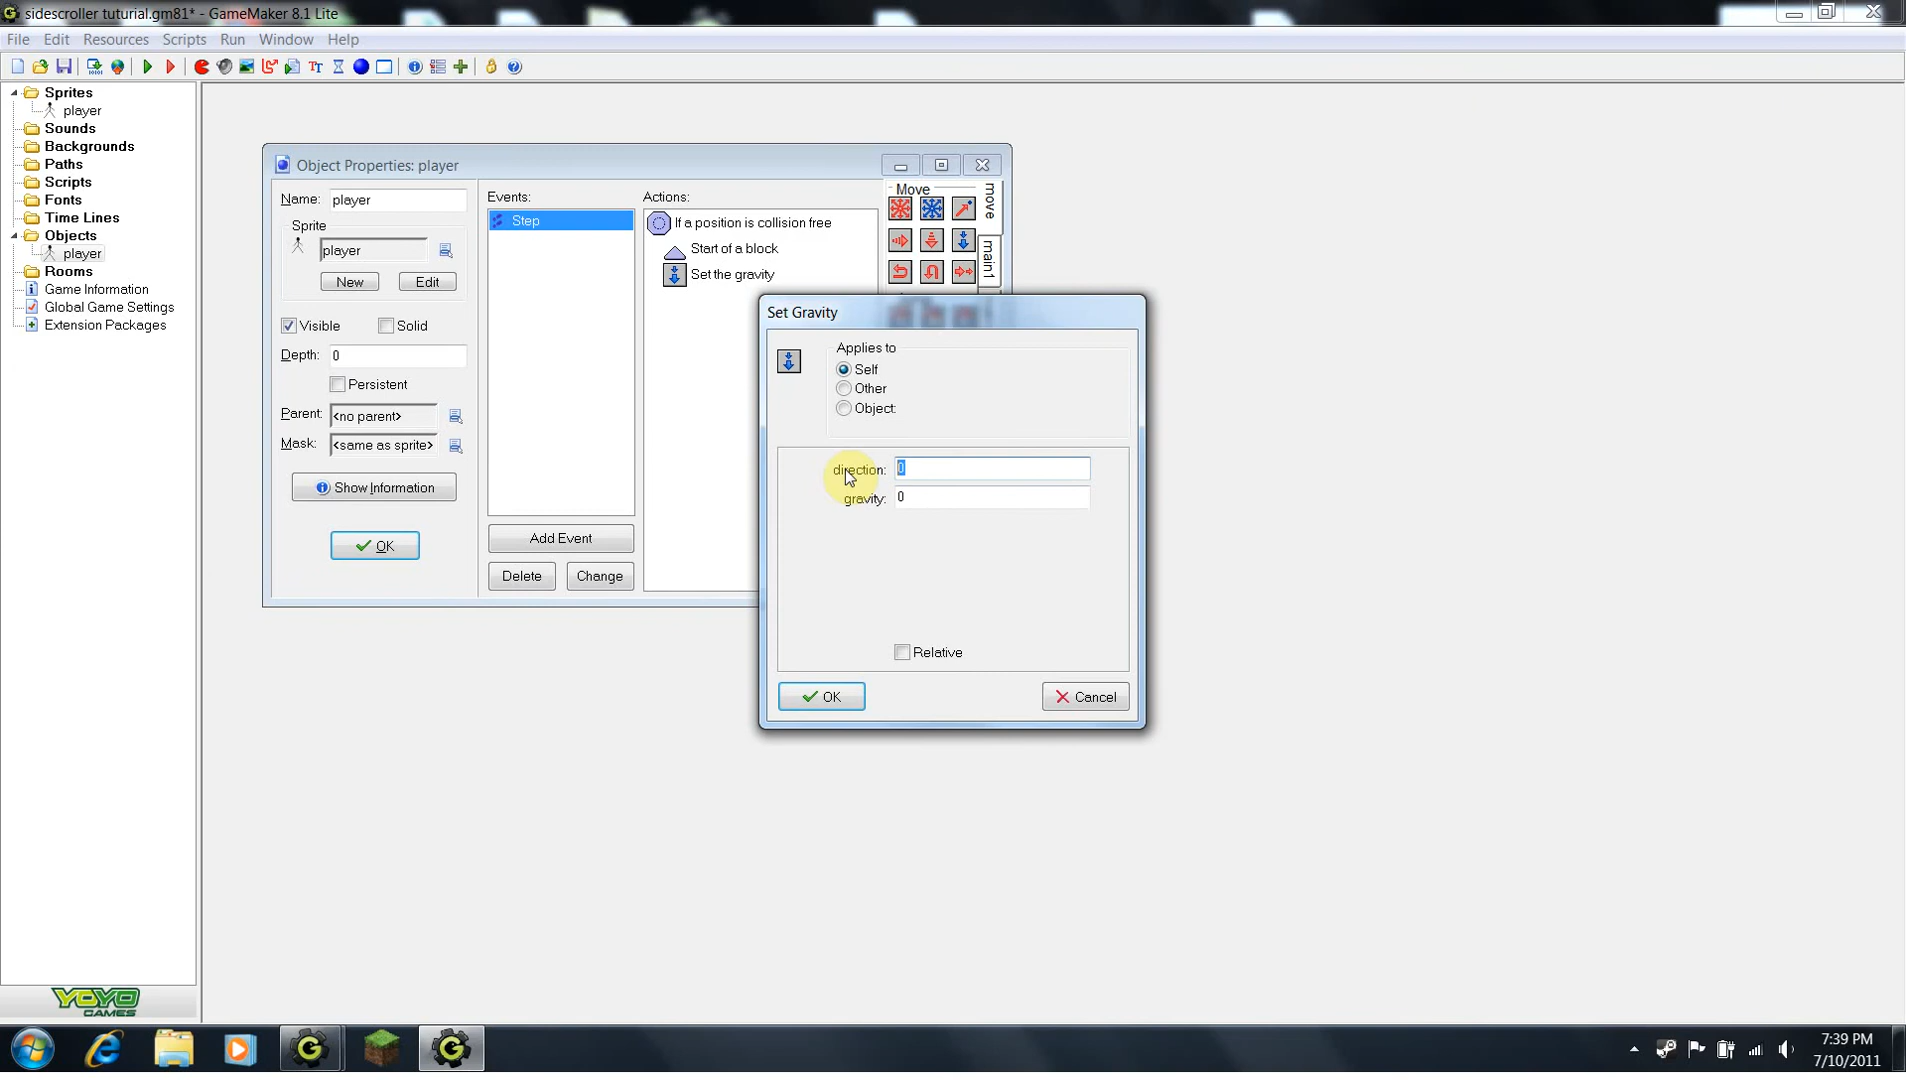 sidescroller tuturial.gm81* - GameMaker 8.1 Lite
File Edit Resources Scripts Run Window Help
Sprites
player
Sounds
Backgrounds
Paths
Scripts
Fonts
Time Lines
Objects
player
Rooms
Game Information
Global Game Settings
Extension Packages
Object Properties: player
Name: player
Sprite
player
New Edit
Visible Solid
Depth: 0
Persistent
Parent: <no parent>
Mask: <same as sprite>
Show Information
OK
Events:
Step
Add Event
Delete Change
Actions:
If a position is collision free
Start of a block
Set the gravity
Move
move
main1
Set Gravity
Applies to
Self
Other
Object:
direction: 0
gravity: 0
Relative
OK Cancel
YOYO
GAMES
7:39 PM
7/10/2011